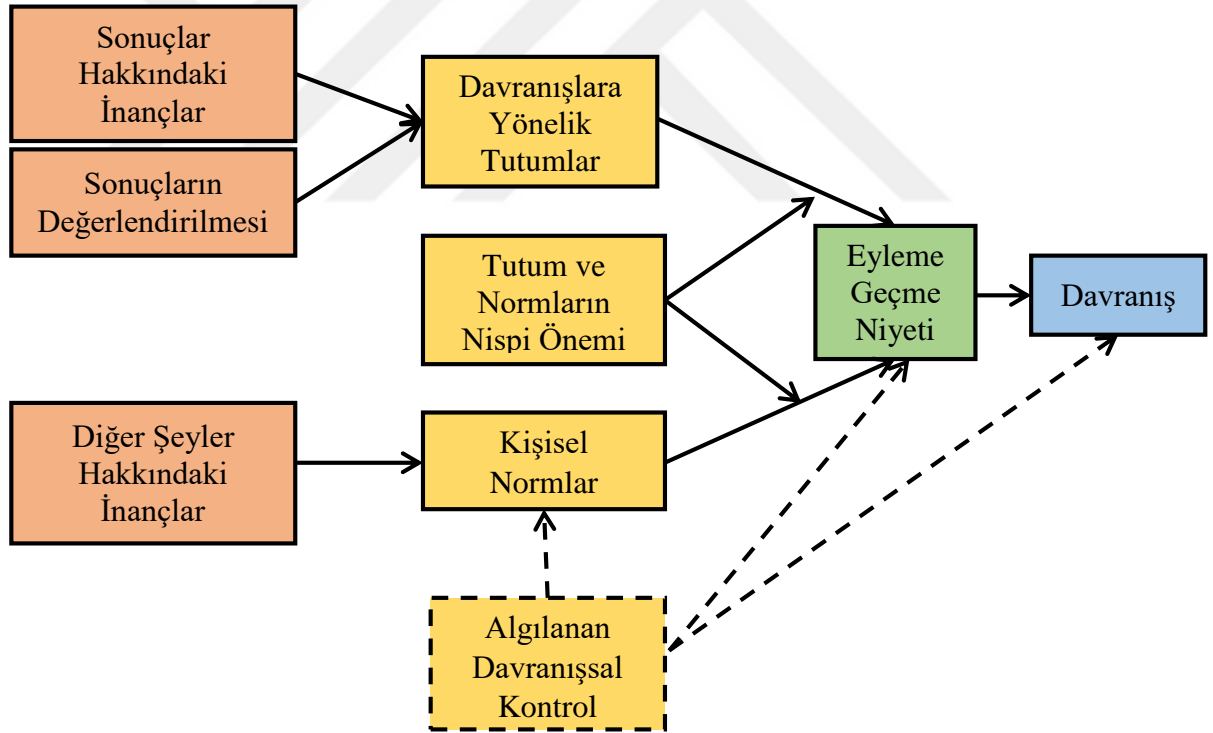 Sonuçlar
Hakkındaki
İnançlar
Sonuçların
Değerlendirilmesi
Davranışlara
Yönelik
Tutumlar
Tutum ve
Normların
Nispi Önemi
Eyleme
Geçme
Niyeti
Davranış
Diğer Şeyler
Hakkındaki
İnançlar
Kişisel
Normlar
Algılanan
Davranışsal
Kontrol